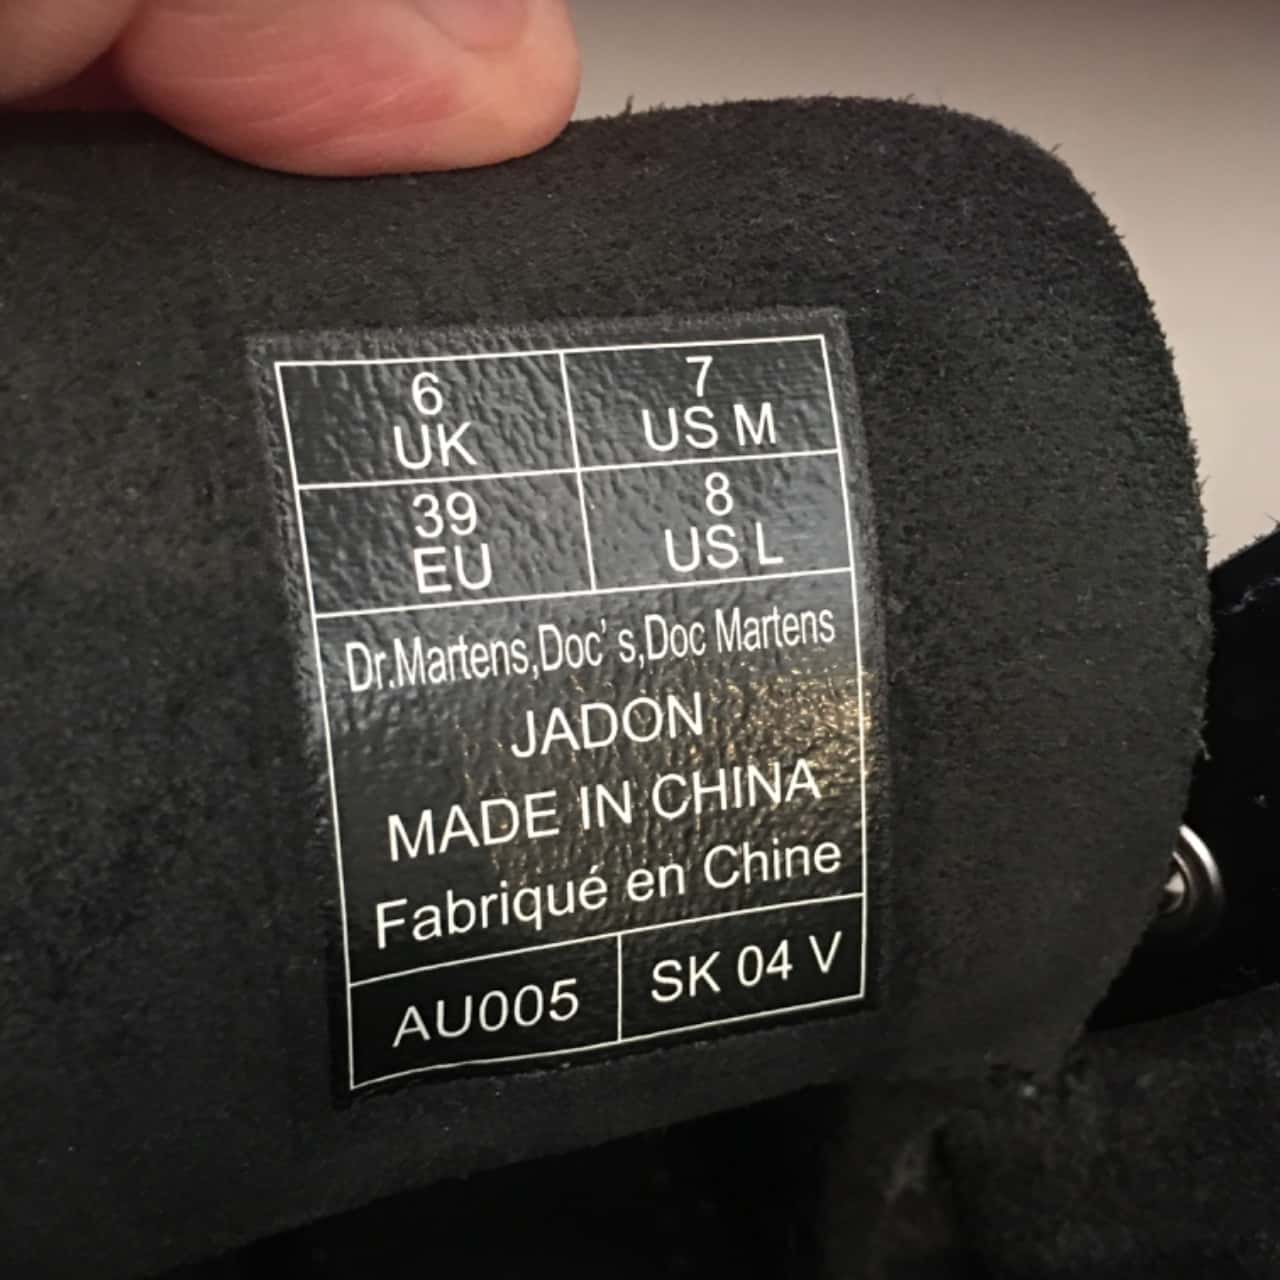 6
UK
7
US M
39
EU
8
US L
Dr.Martens,Doc's,Doc Martens
JADON
MADE IN CHINA
Fabriqué en Chine
AU005
SK 04 V